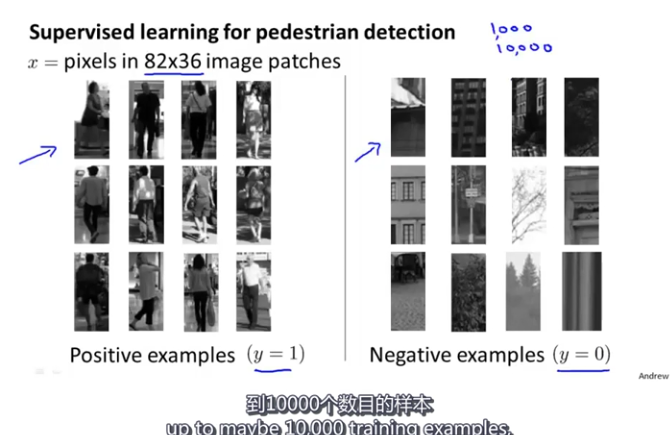 Supervised learning for pedestrian detection
1,000
10,000
x = pixels in 82x36 image patches
Positive examples (y = 1)
Negative examples (y = 0)
Andrew
到10000个数目的样本
up to maybe 10,000 training examples.